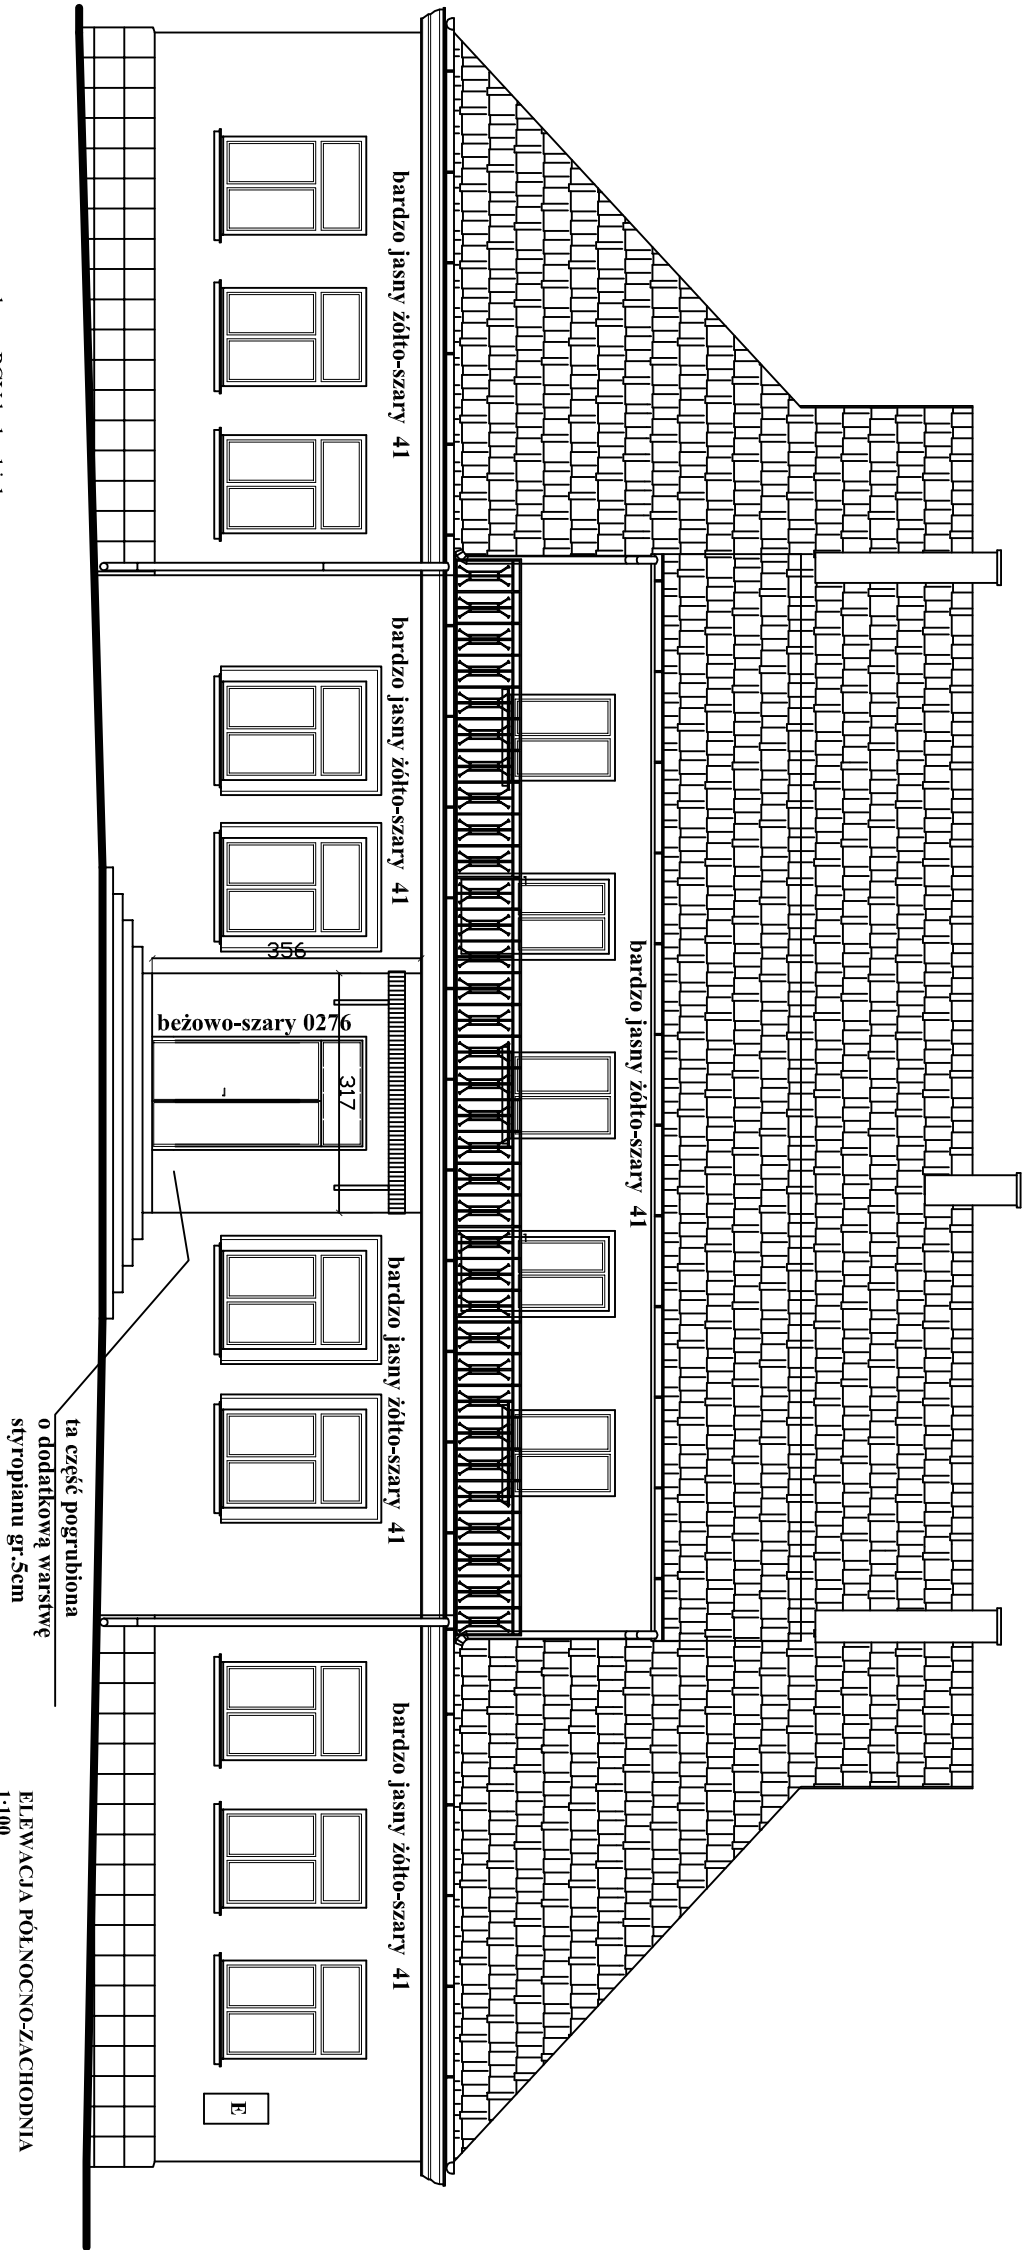 bardzo jasny żółto-szary 41
bardzo jasny żółto-szary 41
bardzo jasny żółto-szary 41
bardzo jasny żółto-szary 41
bardzo jasny żółto-szary 41
356
beżowo-szary 0276
317
E
ta część pogrubiona
o dodatkową warstwę
styropianu gr.5cm
ELEWACJA PÓŁNOCNO-ZACHODNIA
1:100